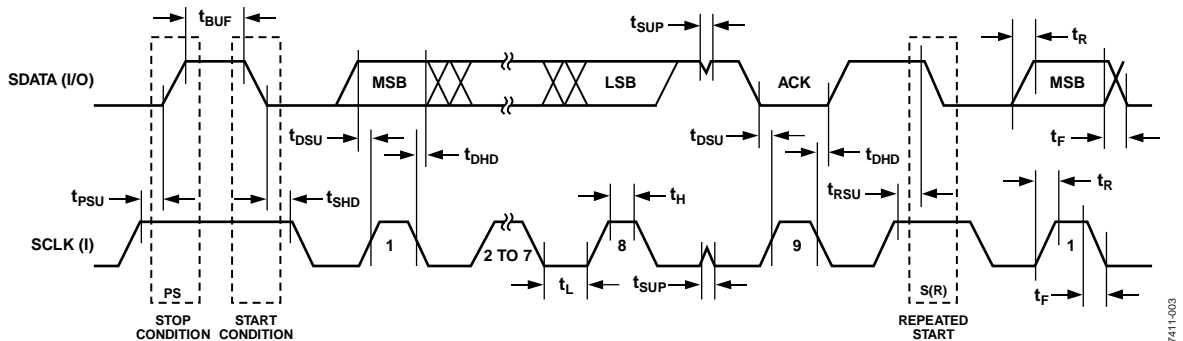 tBUF
tSUP
tR
SDATA (I/O)
MSB
LSB
ACK
MSB
tDSU
tDHD
tDSU
tDHD
tF
tPSU
tSHD
tH
tRSU
tR
SCLK (I)
1
2 TO 7
8
9
1
PS
tL
tSUP
S(R)
tF
STOP
CONDITION
START
CONDITION
REPEATED
START
7411-003